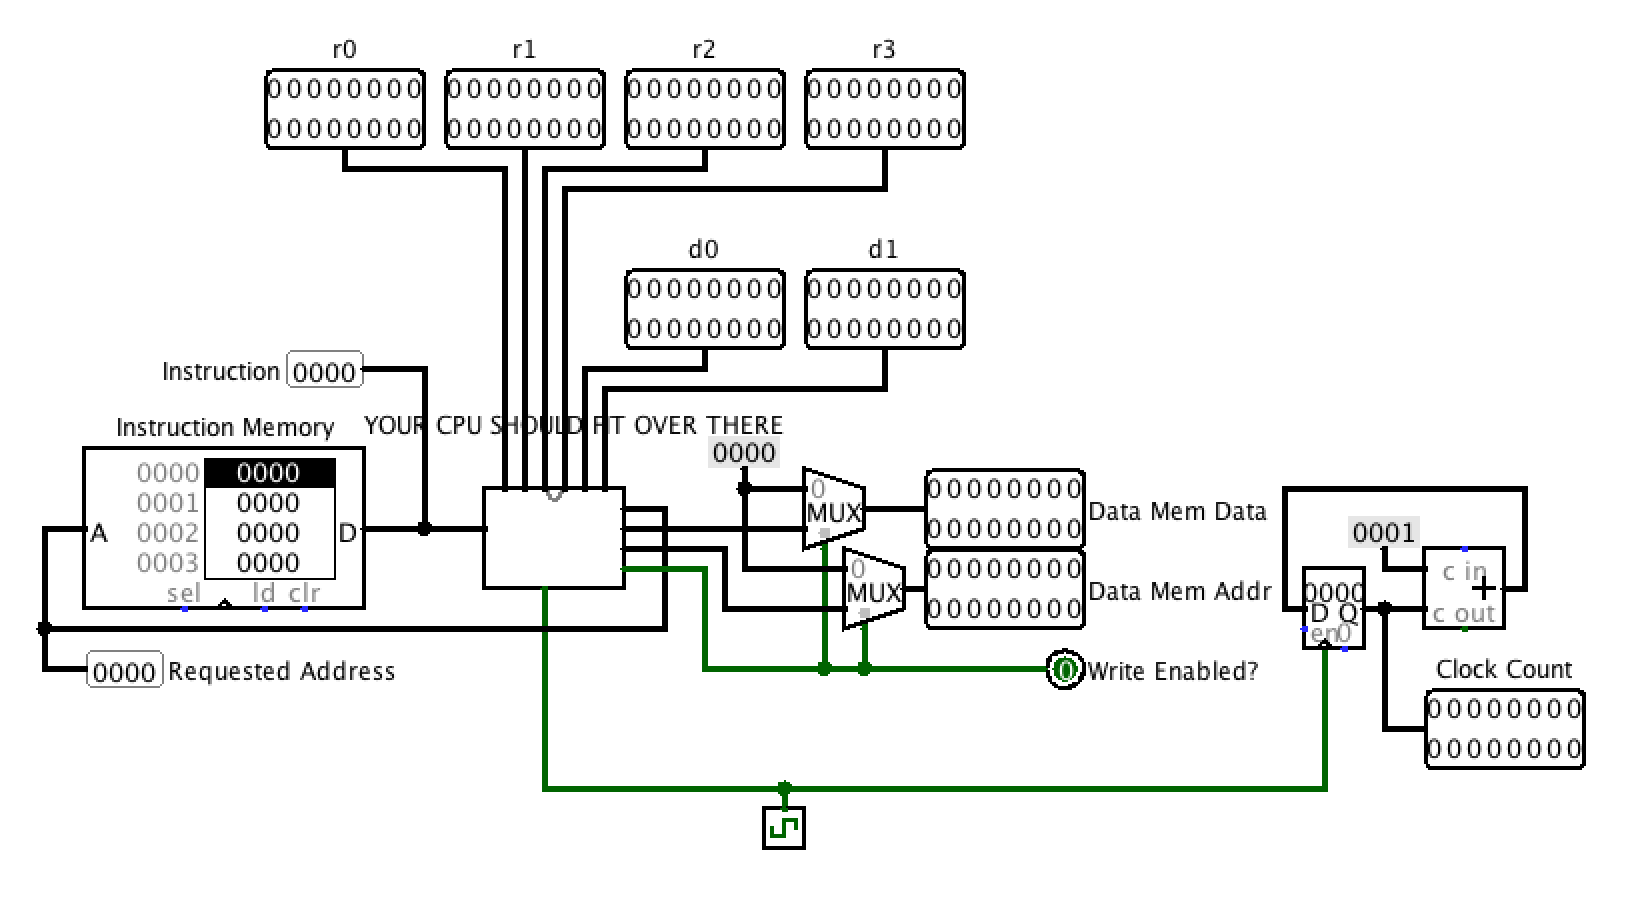 r0 r1 r2 r3
00000000 00000000 00000000 00000000
00000000 00000000 00000000 00000000
d0 d1
00000000 00000000
00000000 00000000
Instruction 0000
Instruction Memory
YOUR CPU SHOULD FIT OVER THERE
0000
0000 0000
0001 0000
0002 0000
0003 0000
A
D
sel ld clr
0
MUX
00000000
00000000
Data Mem Data
0
MUX
00000000
00000000
Data Mem Addr
0001
c in
+
c out
0000
D Q
en0
0000 Requested Address
0 Write Enabled?
Clock Count
00000000
00000000